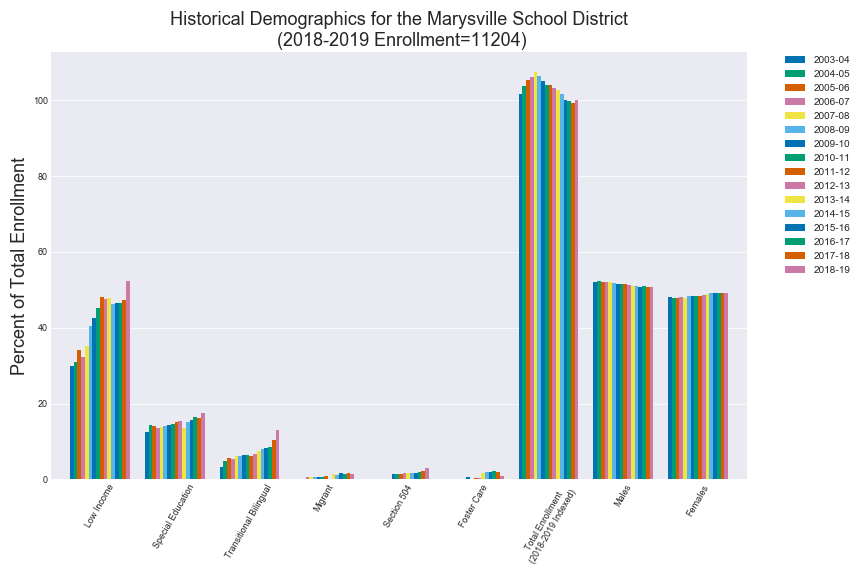 Historical Demographics for the Marysville School District
(2018-2019 Enrollment=11204)
Percent of Total Enrollment
100
80
60
40
20
0
Low Income
Special Education
Transitional Bilingual
Migrant
Section 504
Foster Care
Total Enrollment
(2018-2019 Indexed)
Males
Females
2003-04
2004-05
2005-06
2006-07
2007-08
2008-09
2009-10
2010-11
2011-12
2012-13
2013-14
2014-15
2015-16
2016-17
2017-18
2018-19